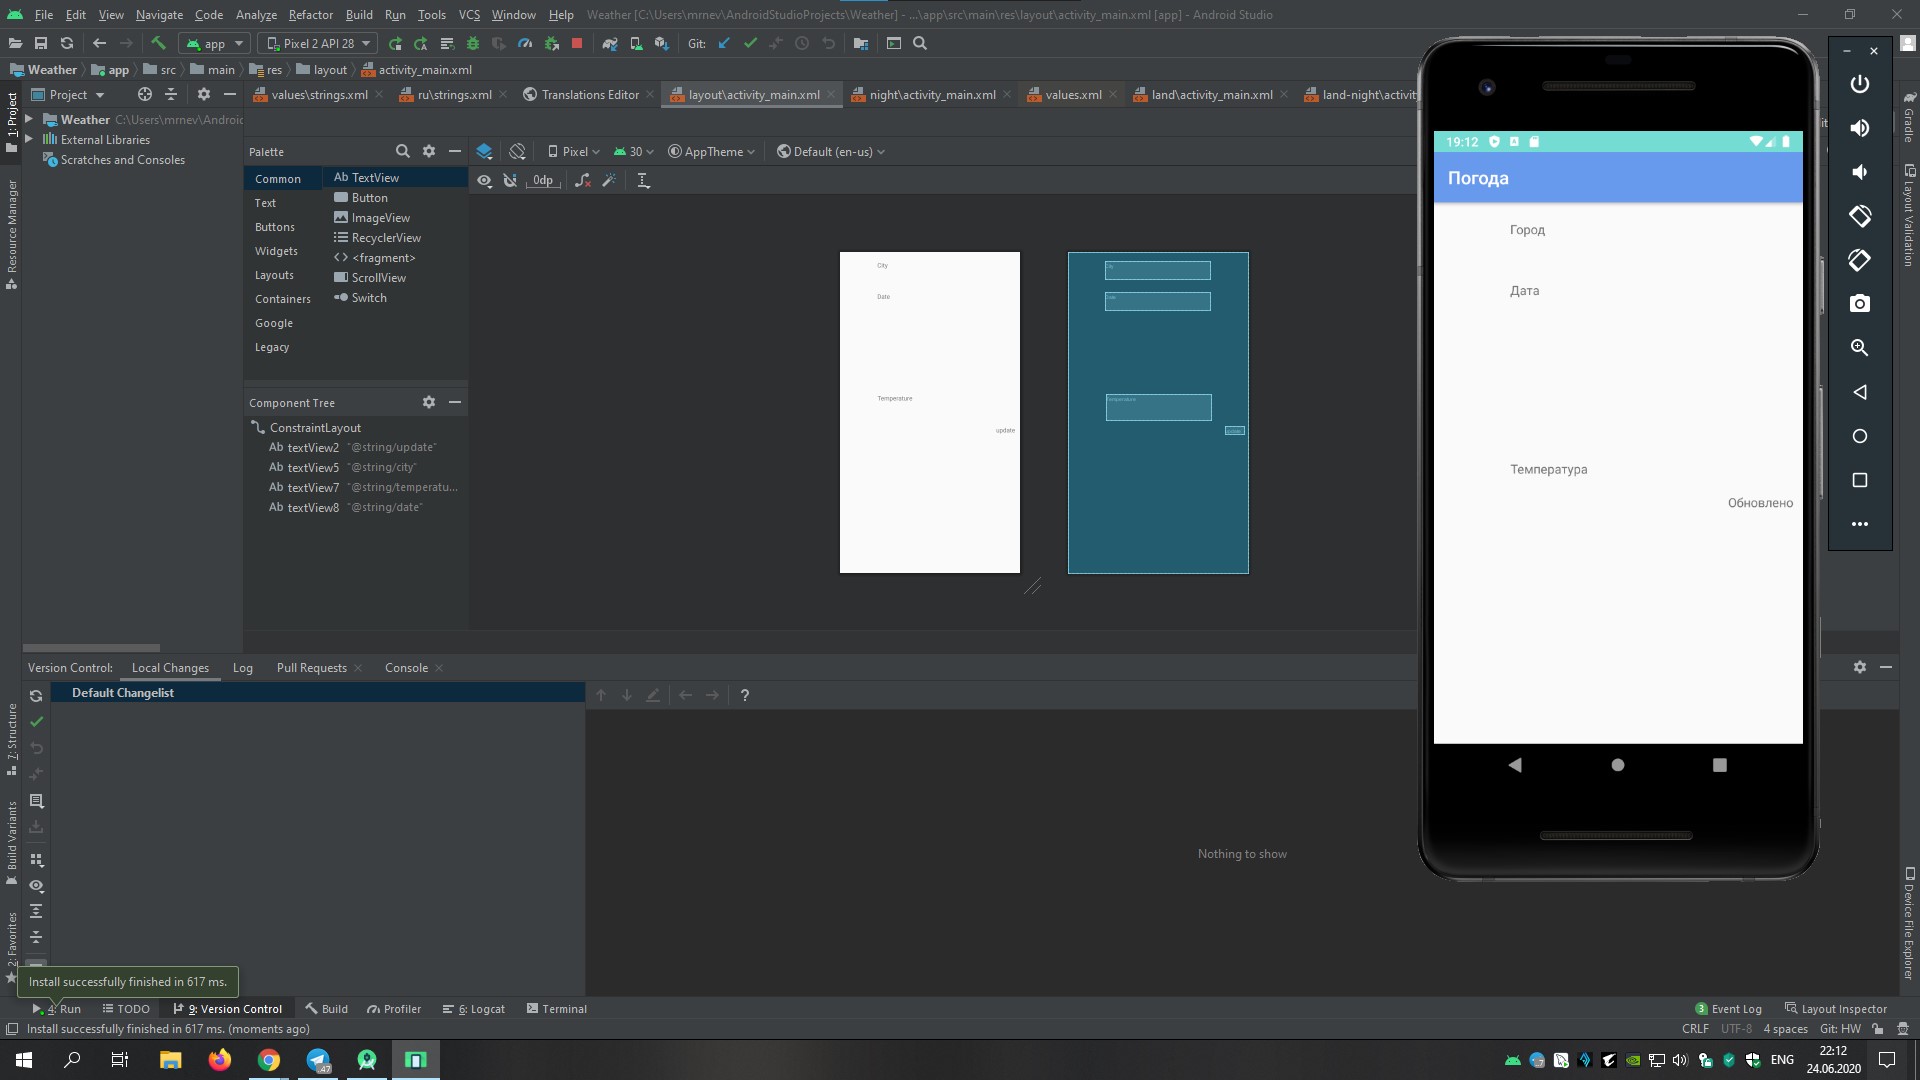 File Edit View Navigate Code Analyze Refactor Build Run Tools VCS Window Help Weather [C:\Users\mrnev\AndroidStudioProjects\Weather] - ...\app\src\main\res\layout\activity_main.xml [app] - Android Studio
app Pixel 2 API 28 Git:
Weather app src main res layout activity_main.xml
Project values\strings.xml ru\strings.xml Translations Editor layout\activity_main.xml night\activity_main.xml values.xml land\activity_main.xml land-night\activit
1: Project
Resource Manager
7: Structure
Build Variants
2: Favorites
Weather C:\Users\mrnev\Android
External Libraries
Scratches and Consoles
Palette
Pixel 30 AppTheme Default (en-us)
0dp
Common
Text
Buttons
Widgets
Layouts
Containers
Google
Legacy
Ab TextView
Button
ImageView
RecyclerView
<fragment>
ScrollView
Switch
Component Tree
ConstraintLayout
Ab textView2 "@string/update"
Ab textView5 "@string/city"
Ab textView7 "@string/temperatu...
Ab textView8 "@string/date"
City
Date
Temperature
update
City
Date
Temperature
update
19:12
Погода
Город
Дата
Температура
Обновлено
Gradle
Layout Validation
Device File Explorer
Version Control: Local Changes Log Pull Requests Console
Default Changelist
?
Nothing to show
Install successfully finished in 617 ms.
4: Run TODO 9: Version Control Build Profiler 6: Logcat Terminal
3 Event Log Layout Inspector
Install successfully finished in 617 ms. (moments ago)
CRLF UTF-8 4 spaces Git: HW
.47
ENG
22:12
24.06.2020